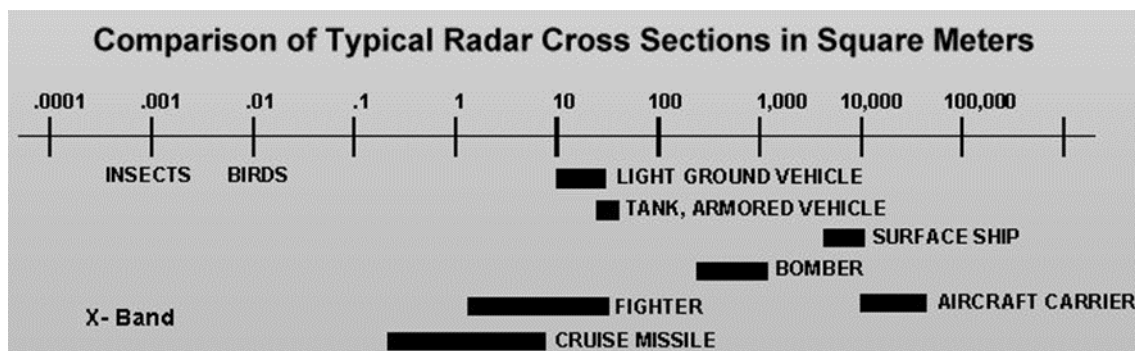 Comparison of Typical Radar Cross Sections in Square Meters
.0001 .001 .01 .1 1 10 100 1,000 10,000 100,000
INSECTS BIRDS LIGHT GROUND VEHICLE
TANK, ARMORED VEHICLE
SURFACE SHIP
BOMBER
AIRCRAFT CARRIER
FIGHTER
X- Band
CRUISE MISSILE